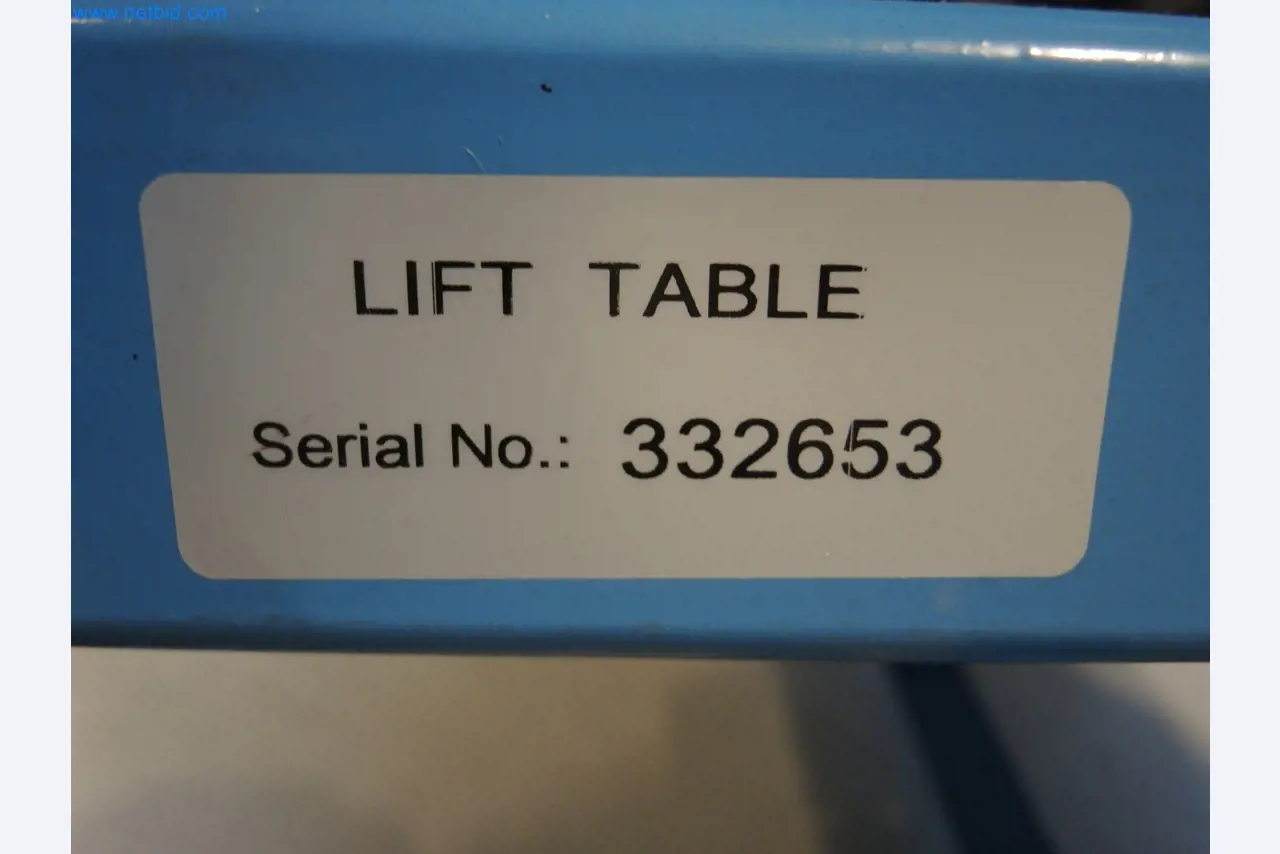 www.netbid.com
LIFT TABLE
Serial No.: 332653